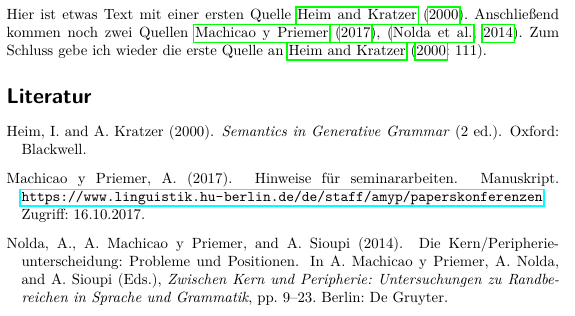 Hier ist etwas Text mit einer ersten Quelle Heim and Kratzer (2000). Anschließend
kommen noch zwei Quellen Machicao y Priemer (2017), (Nolda et al. 2014). Zum
Schluss gebe ich wieder die erste Quelle an Heim and Kratzer (2000: 111).
Literatur
Heim, I. and A. Kratzer (2000). Semantics in Generative Grammar (2 ed.). Oxford:
Blackwell.
Machicao y Priemer, A. (2017). Hinweise für seminararbeiten. Manuskript.
https://www.linguistik.hu-berlin.de/de/staff/amyp/paperskonferenzen
Zugriff: 16.10.2017.
Nolda, A., A. Machicao y Priemer, and A. Sioupi (2014). Die Kern/Peripherie-
unterscheidung: Probleme und Positionen. In A. Machicao y Priemer, A. Nolda,
and A. Sioupi (Eds.), Zwischen Kern und Peripherie: Untersuchungen zu Randbe-
reichen in Sprache und Grammatik, pp. 9–23. Berlin: De Gruyter.